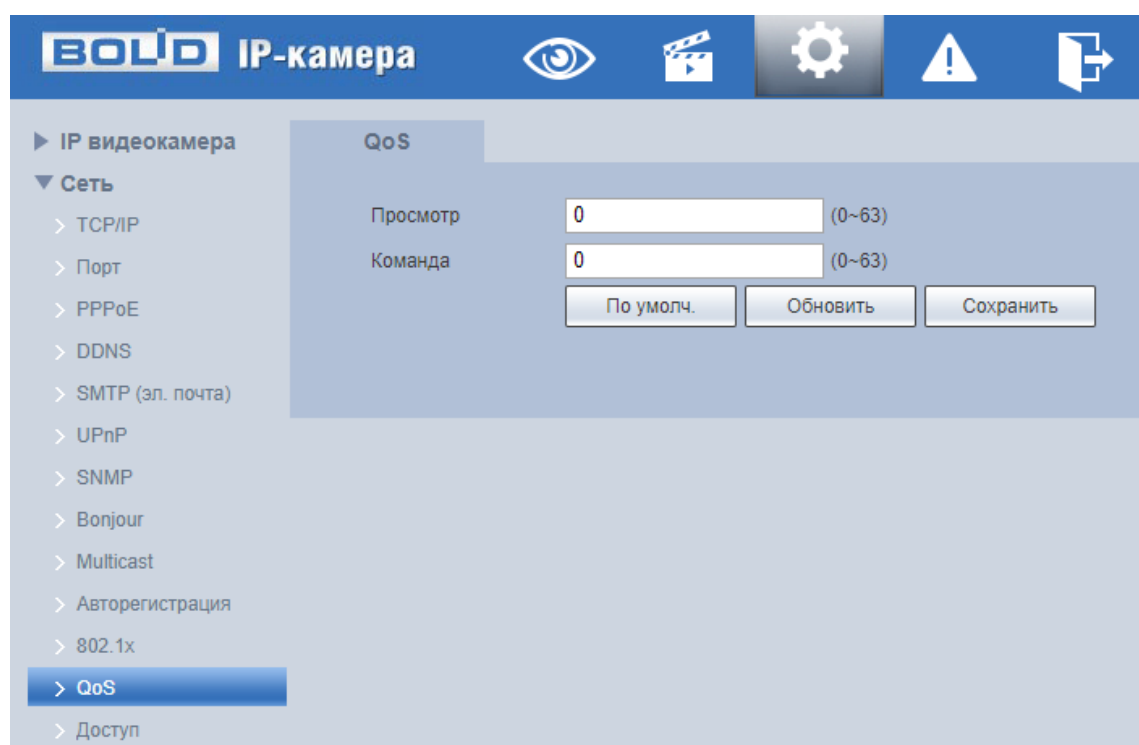 BOLID IP-камера
IP видеокамера
Сеть
TCP/IP
Порт
PPPoE
DDNS
SMTP (эл. почта)
UPnP
SNMP
Bonjour
Multicast
Авторегистрация
802.1x
QoS
Доступ
QoS
Просмотр 0 (0~63)
Команда 0 (0~63)
По умолч. Обновить Сохранить